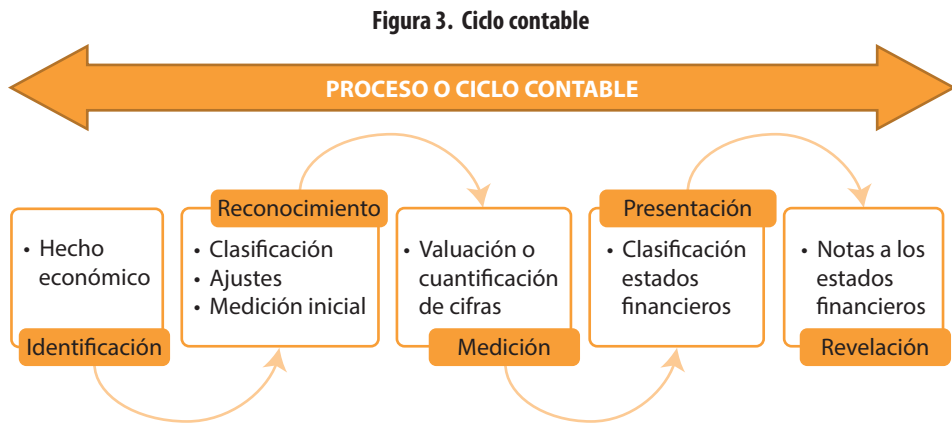 Figura 3. Ciclo contable
PROCESO O CICLO CONTABLE
• Hecho
económico
Identificación
Reconocimiento
• Clasificación
• Ajustes
• Medición inicial
• Valuación o
cuantificación
de cifras
Medición
Presentación
• Clasificación
estados
financieros
• Notas a los
estados
financieros
Revelación